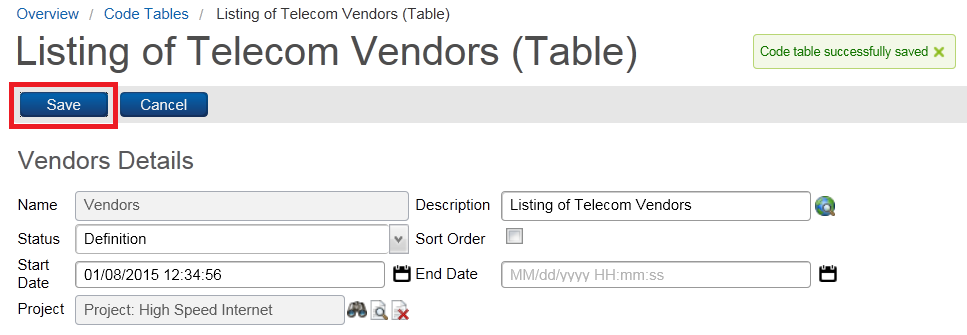 Overview / Code Tables / Listing of Telecom Vendors (Table)
Listing of Telecom Vendors (Table)
Code table successfully saved
Save Cancel
Vendors Details
Name Vendors Description Listing of Telecom Vendors
Status Definition Sort Order
Start Date 01/08/2015 12:34:56 End Date MM/dd/yyyy HH:mm:ss
Project Project: High Speed Internet